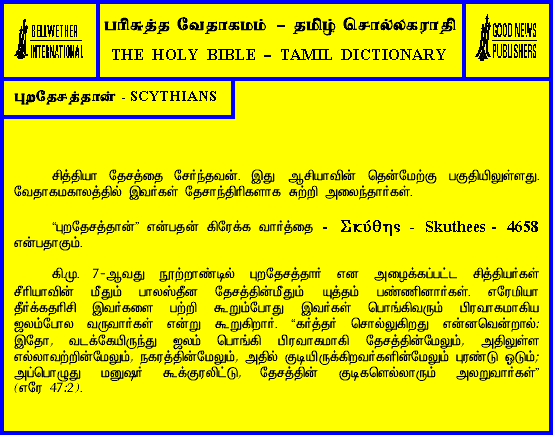 BELLWETHER
INTERNATIONAL
பரிசுத்த வேதாகமம் – தமிழ் சொல்லகராதி
THE HOLY BIBLE – TAMIL DICTIONARY
GOOD NEWS
PUBLISHERS
புறதேசத்தான் - SCYTHIANS
சித்தியா தேசத்தை சேர்ந்தவன். இது ஆசியாவின் தென்மேற்கு பகுதியிலுள்ளது.
வேதாகமகாலத்தில் இவர்கள் தேசாந்திரிகளாக சுற்றி அலைந்தார்கள்.
“புறதேசத்தான்” என்பதன் கிரேக்க வார்த்தை - Σκύθης - Skuthees - 4658
என்பதாகும்.
கி.மு. 7-ஆவது நூற்றாண்டில் புறதேசத்தார் என அழைக்கப்பட்ட சித்தியர்கள்
சீரியாவின் மீதும் பாலஸ்தீன தேசத்தின்மீதும் யுத்தம் பண்ணினார்கள். எரேமியா
தீர்க்கதரிசி இவர்களை பற்றி கூறும்போது இவர்கள் பொங்கிவரும் பிரவாகமாகிய
ஜலம்போல வருவார்கள் என்று கூறுகிறார். “கர்த்தர் சொல்லுகிறது என்னவென்றால்;
இதோ, வடக்கேயிருந்து ஜலம் பொங்கி பிரவாகமாகி தேசத்தின்மேலும், அதிலுள்ள
எல்லாவற்றின்மேலும், நகரத்தின்மேலும், அதில் குடியிருக்கிறவர்களின்மேலும் புரண்டு ஓடும்;
அப்பொழுது மனுஷர் கூக்குரலிட்டு, தேசத்தின் குடிகளெல்லாரும் அலறுவார்கள்”
(எரே 47:2).